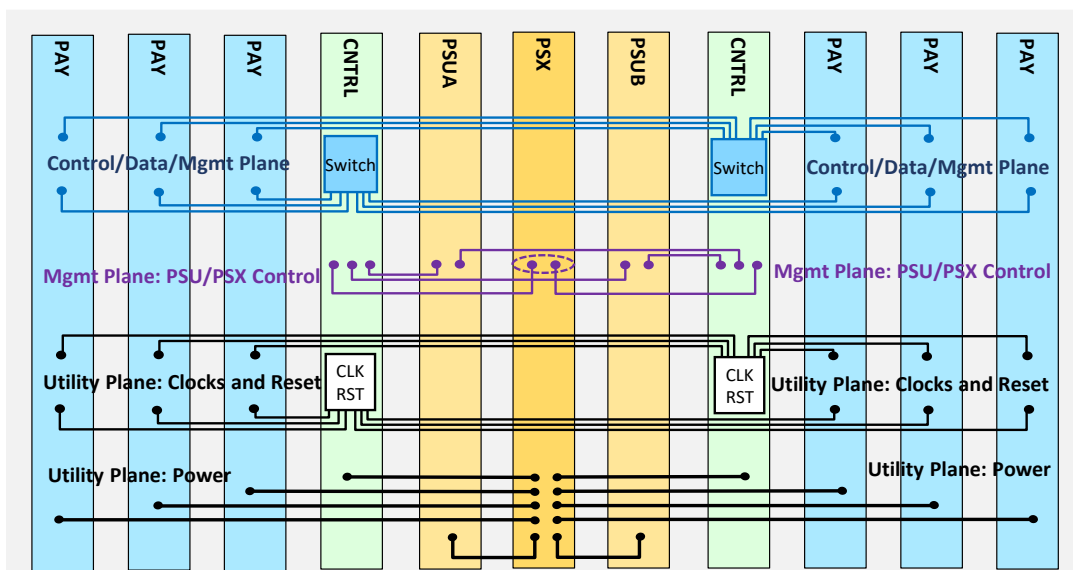 PAY
PAY
PAY
CNTRL
PSUA
PSX
PSUB
CNTRL
PAY
PAY
PAY
Control/Data/Mgmt Plane
Switch
Switch
Control/Data/Mgmt Plane
Mgmt Plane: PSU/PSX Control
Mgmt Plane: PSU/PSX Control
Utility Plane: Clocks and Reset
CLK
RST
CLK
RST
Utility Plane: Clocks and Reset
Utility Plane: Power
Utility Plane: Power